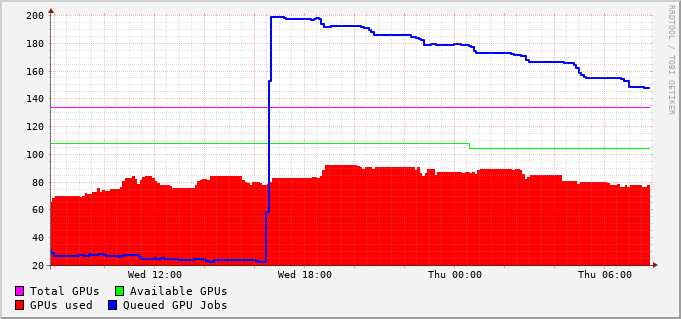 200
180
160
140
120
100
80
60
40
20
Wed 12:00 Wed 18:00 Thu 00:00 Thu 06:00
Total GPUs Available GPUs
GPUs used Queued GPU Jobs
RRDTOOL / TOBI OETIKER